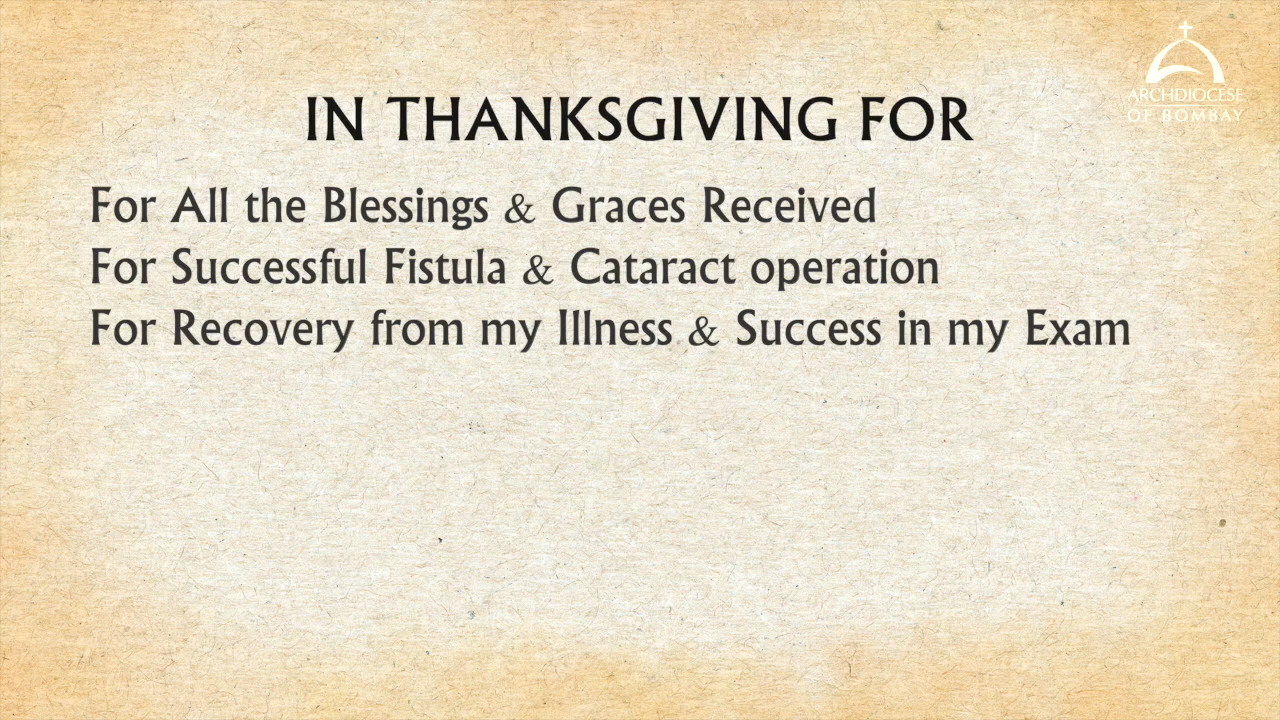 ARCHDIOCESE
OF BOMBAY
IN THANKSGIVING FOR
For All the Blessings & Graces Received
For Successful Fistula & Cataract operation
For Recovery from my Illness & Success in my Exam